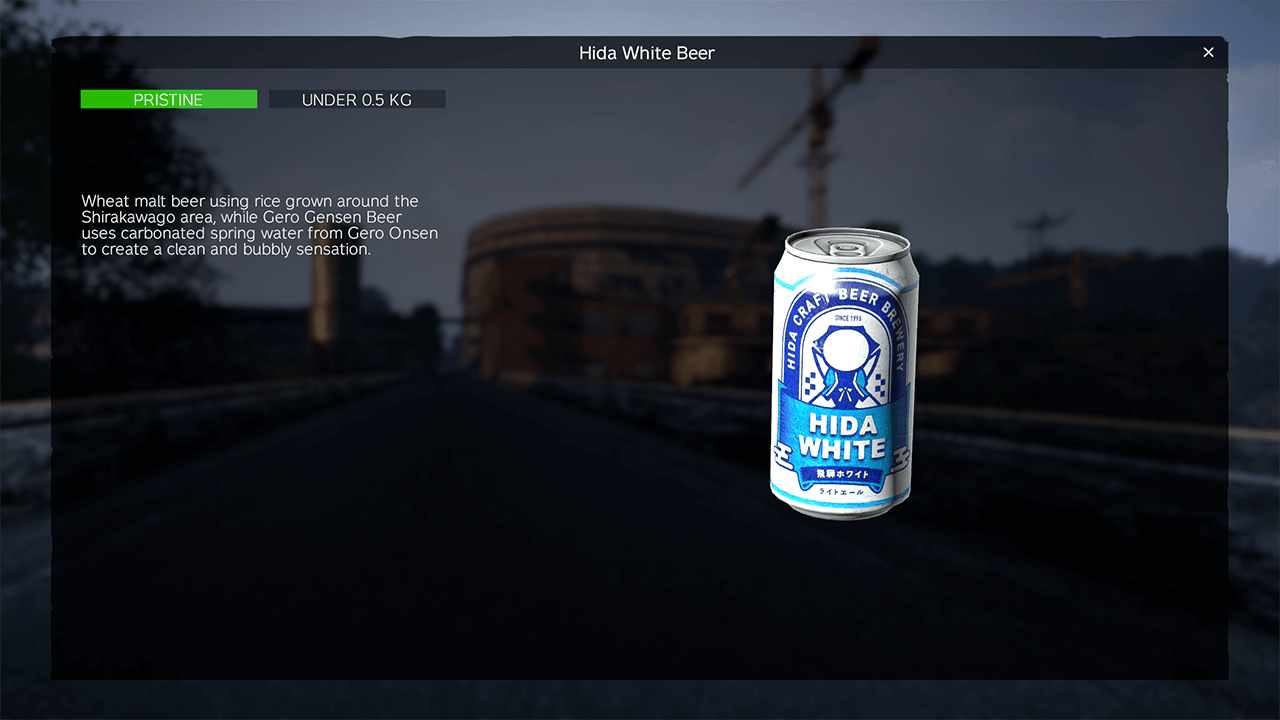 Hida White Beer
PRISTINE
UNDER 0.5 KG
Wheat malt beer using rice grown around the
Shirakawago area, while Gero Gensen Beer
uses carbonated spring water from Gero Onsen
to create a clean and bubbly sensation.
HIDA CRAFT BEER BREWERY
SINCE 1996
HIDA
WHITE
飛騨ホワイト
ライトエール